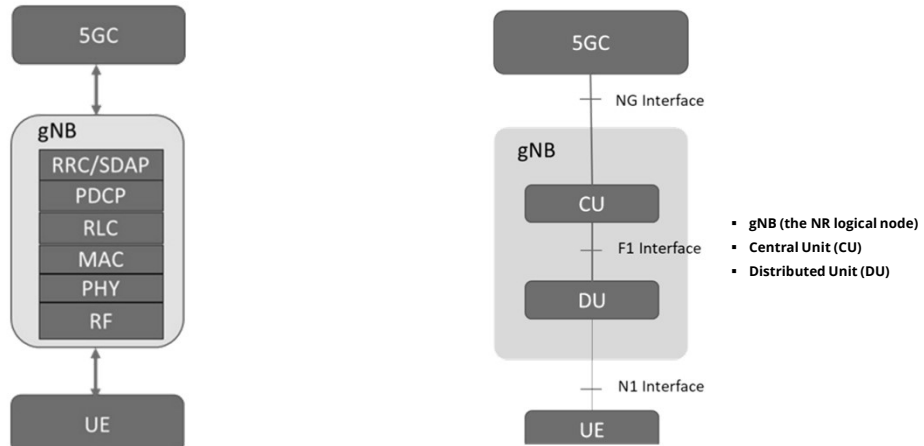 5GC
gNB
RRC/SDAP
PDCP
RLC
MAC
PHY
RF
UE
5GC
NG Interface
gNB
CU
F1 Interface
DU
N1 Interface
UE
▪ gNB (the NR logical node)
▪ Central Unit (CU)
▪ Distributed Unit (DU)